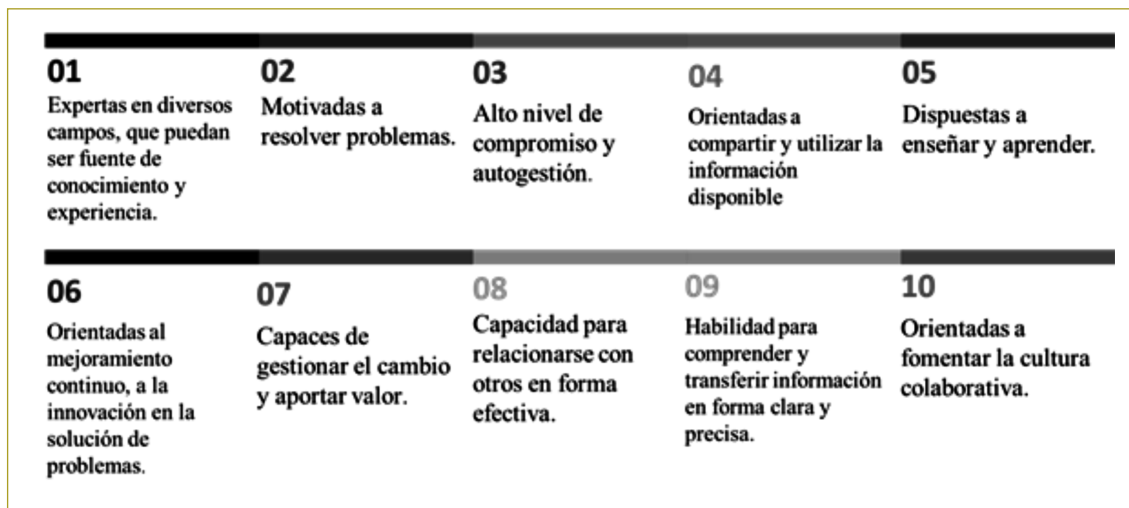 01
Expertas en diversos
campos, que puedan
ser fuente de
conocimiento y
experiencia.
02
Motivadas a
resolver problemas.
03
Alto nivel de
compromiso y
autogestión.
04
Orientadas a
compartir y utilizar la
información
disponible
05
Dispuestas a
enseñar y aprender.
06
Orientadas al
mejoramiento
continuo, a la
innovación en la
solución de
problemas.
07
Capaces de
gestionar el cambio
y aportar valor.
08
Capacidad para
relacionarse con
otros en forma
efectiva.
09
Habilidad para
comprender y
transferir información
en forma clara y
precisa.
10
Orientadas a
fomentar la cultura
colaborativa.